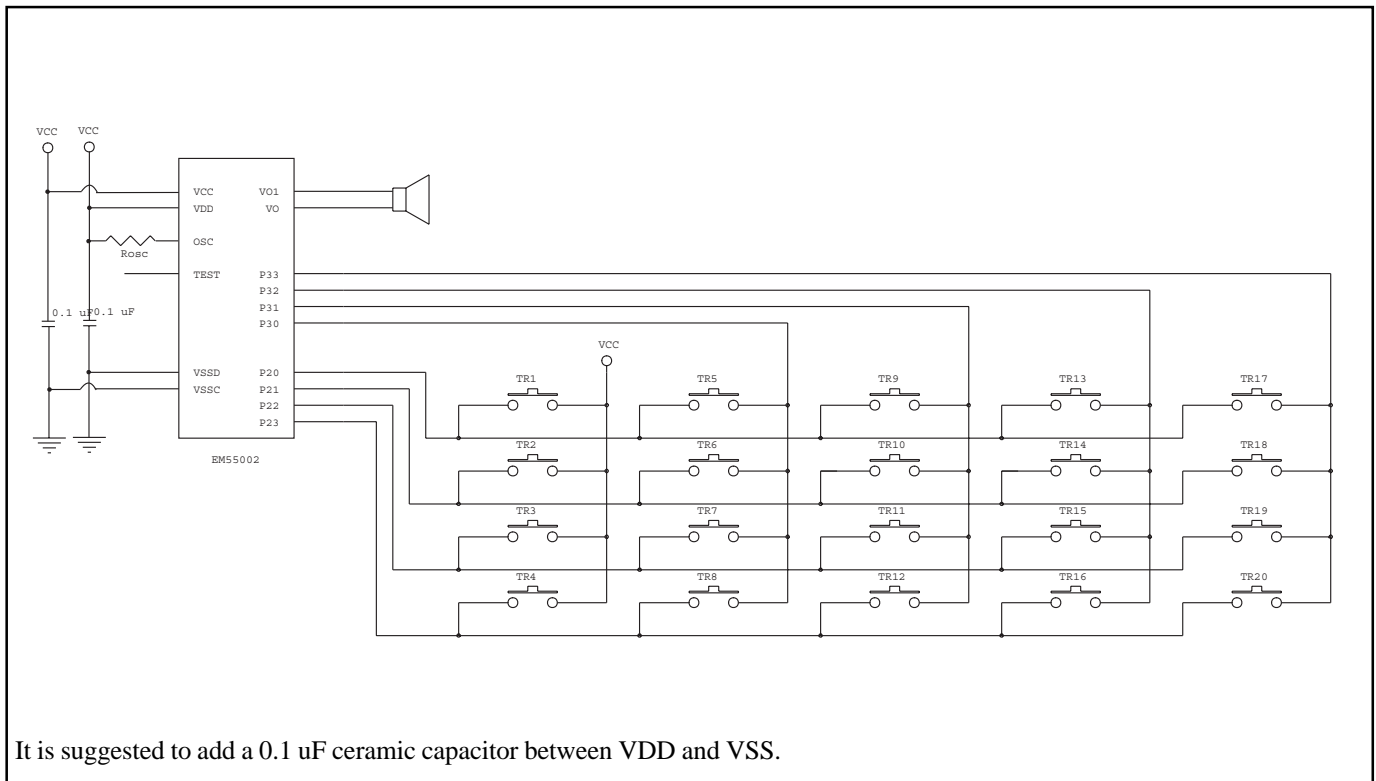 VCC VCC
VCC VO1
VDD VO
OSC
Rosc
TEST P33
P32
P31
0.1 uF 0.1 uF
P30
VCC
VSSD P20
VSSC P21
P22
P23
EM55002
TR1 TR5 TR9 TR13 TR17
TR2 TR6 TR10 TR14 TR18
TR3 TR7 TR11 TR15 TR19
TR4 TR8 TR12 TR16 TR20
It is suggested to add a 0.1 uF ceramic capacitor between VDD and VSS.